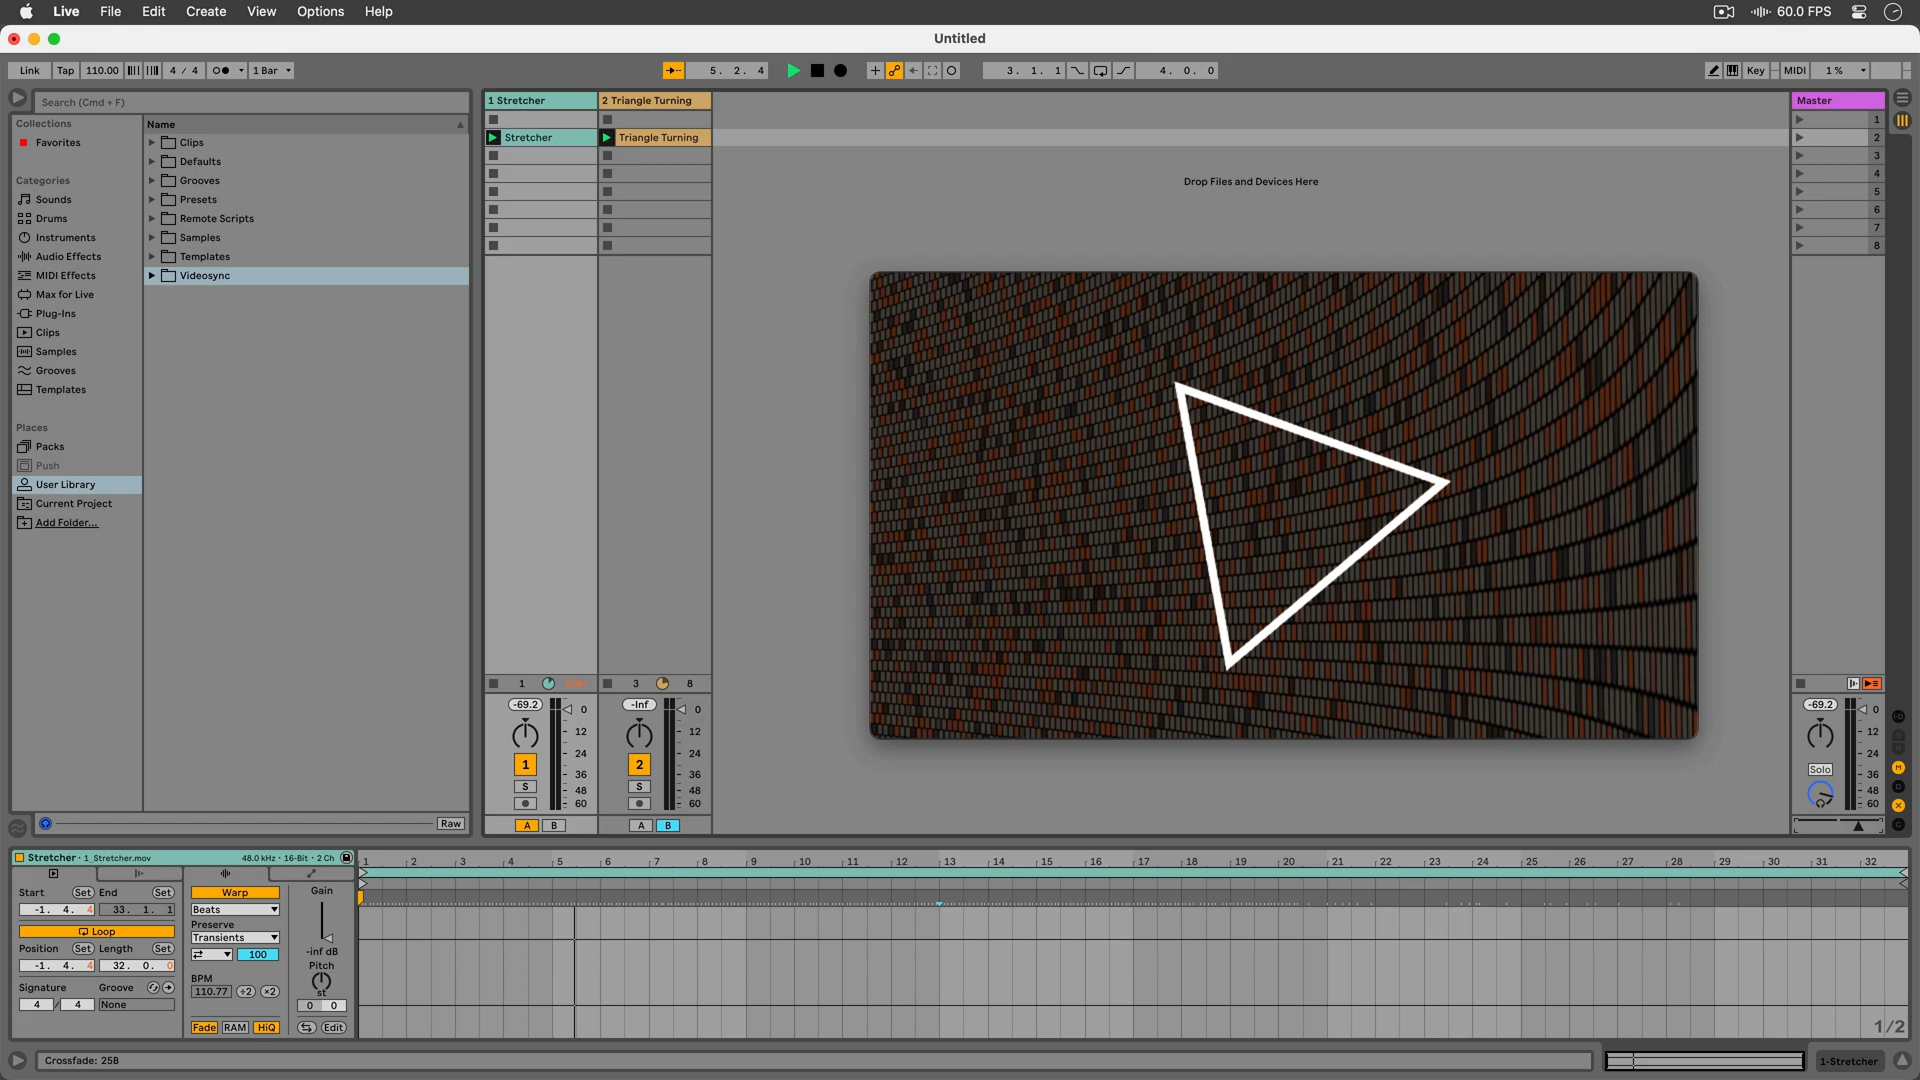 Live File Edit Create View Options Help 60.0 FPS
Untitled
Link Tap 110.00 4 / 4 1 Bar 5. 2. 4 3. 1. 1 4. 0. 0 Key MIDI 1 %
Search (Cmd + F)
Collections
Favorites
Categories
Sounds
Drums
Instruments
Audio Effects
MIDI Effects
Max for Live
Plug-Ins
Clips
Samples
Grooves
Templates
Places
Packs
Push
User Library
Current Project
Add Folder...
Name
Clips
Defaults
Grooves
Presets
Remote Scripts
Samples
Templates
Videosync
Raw
1 Stretcher 2 Triangle Turning
Stretcher Triangle Turning
Drop Files and Devices Here
Master
1
2
3
4
5
6
7
8
1 3 8
-69.2 0 -Inf 0 -69.2 0
12 12 12
24 24 24
1 2 Solo
36 36 36
S 48 S 48 48
60 60 60
A B A B
Stretcher · 1_Stretcher.mov 48.0 kHz · 16-Bit · 2 Ch
Start Set End Set
-1. 4. 4 33. 1. 1
Loop
Position Set Length Set
-1. 4. 4 32. 0. 0
Signature Groove
4 / 4 None
Warp
Beats
Preserve
Transients
100
BPM
110.77 ÷2 ×2
Fade RAM HiQ
Gain
-inf dB
Pitch
st
0 0
Edit
1 2 3 4 5 6 7 8 9 10 11 12 13 14 15 16 17 18 19 20 21 22 23 24 25 26 27 28 29 30 31 32
1/2
Crossfade: 25B
1-Stretcher